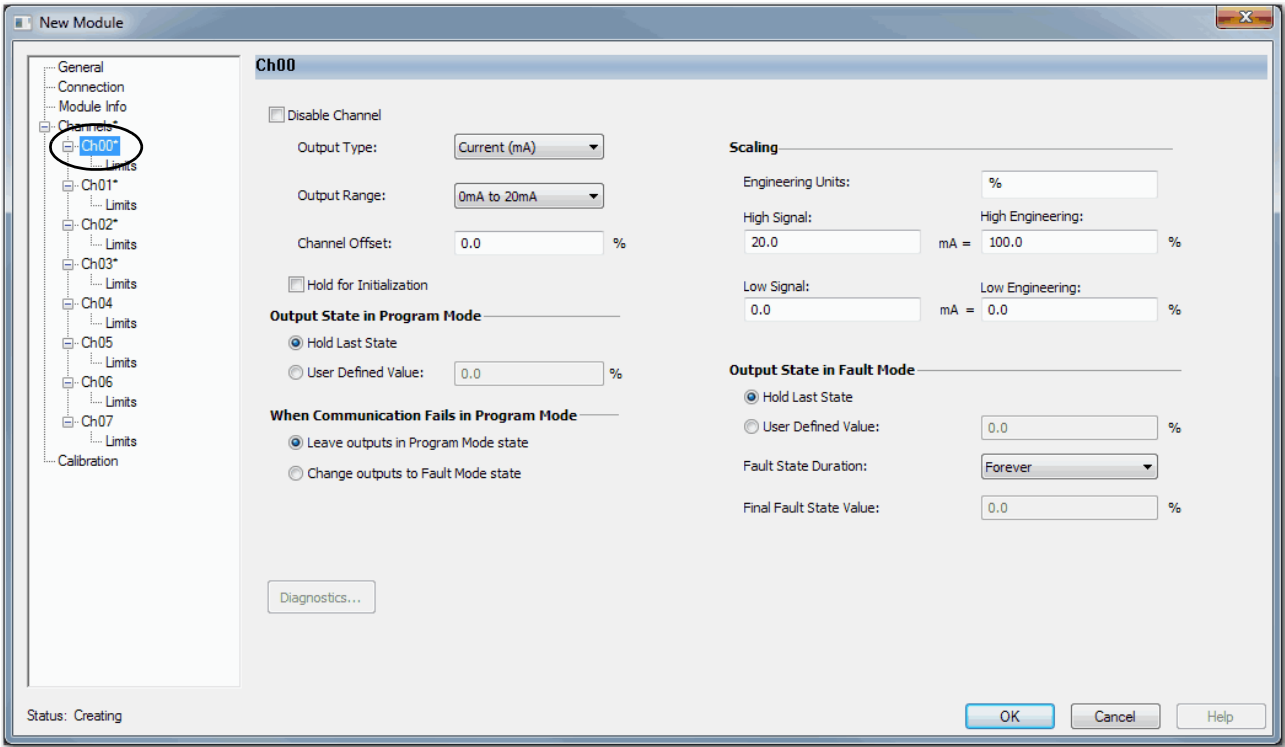 New Module
General
Connection
Module Info
Channels*
Ch00*
Limits
Ch01*
Limits
Ch02*
Limits
Ch03*
Limits
Ch04
Limits
Ch05
Limits
Ch06
Limits
Ch07
Limits
Calibration
Ch00
Disable Channel
Output Type: Current (mA)
Output Range: 0mA to 20mA
Channel Offset: 0.0 %
Hold for Initialization
Output State in Program Mode
Hold Last State
User Defined Value: 0.0 %
When Communication Fails in Program Mode
Leave outputs in Program Mode state
Change outputs to Fault Mode state
Diagnostics...
Scaling
Engineering Units: %
High Signal: High Engineering:
20.0 mA = 100.0 %
Low Signal: Low Engineering:
0.0 mA = 0.0 %
Output State in Fault Mode
Hold Last State
User Defined Value: 0.0 %
Fault State Duration: Forever
Final Fault State Value: 0.0 %
Status: Creating
OK Cancel Help